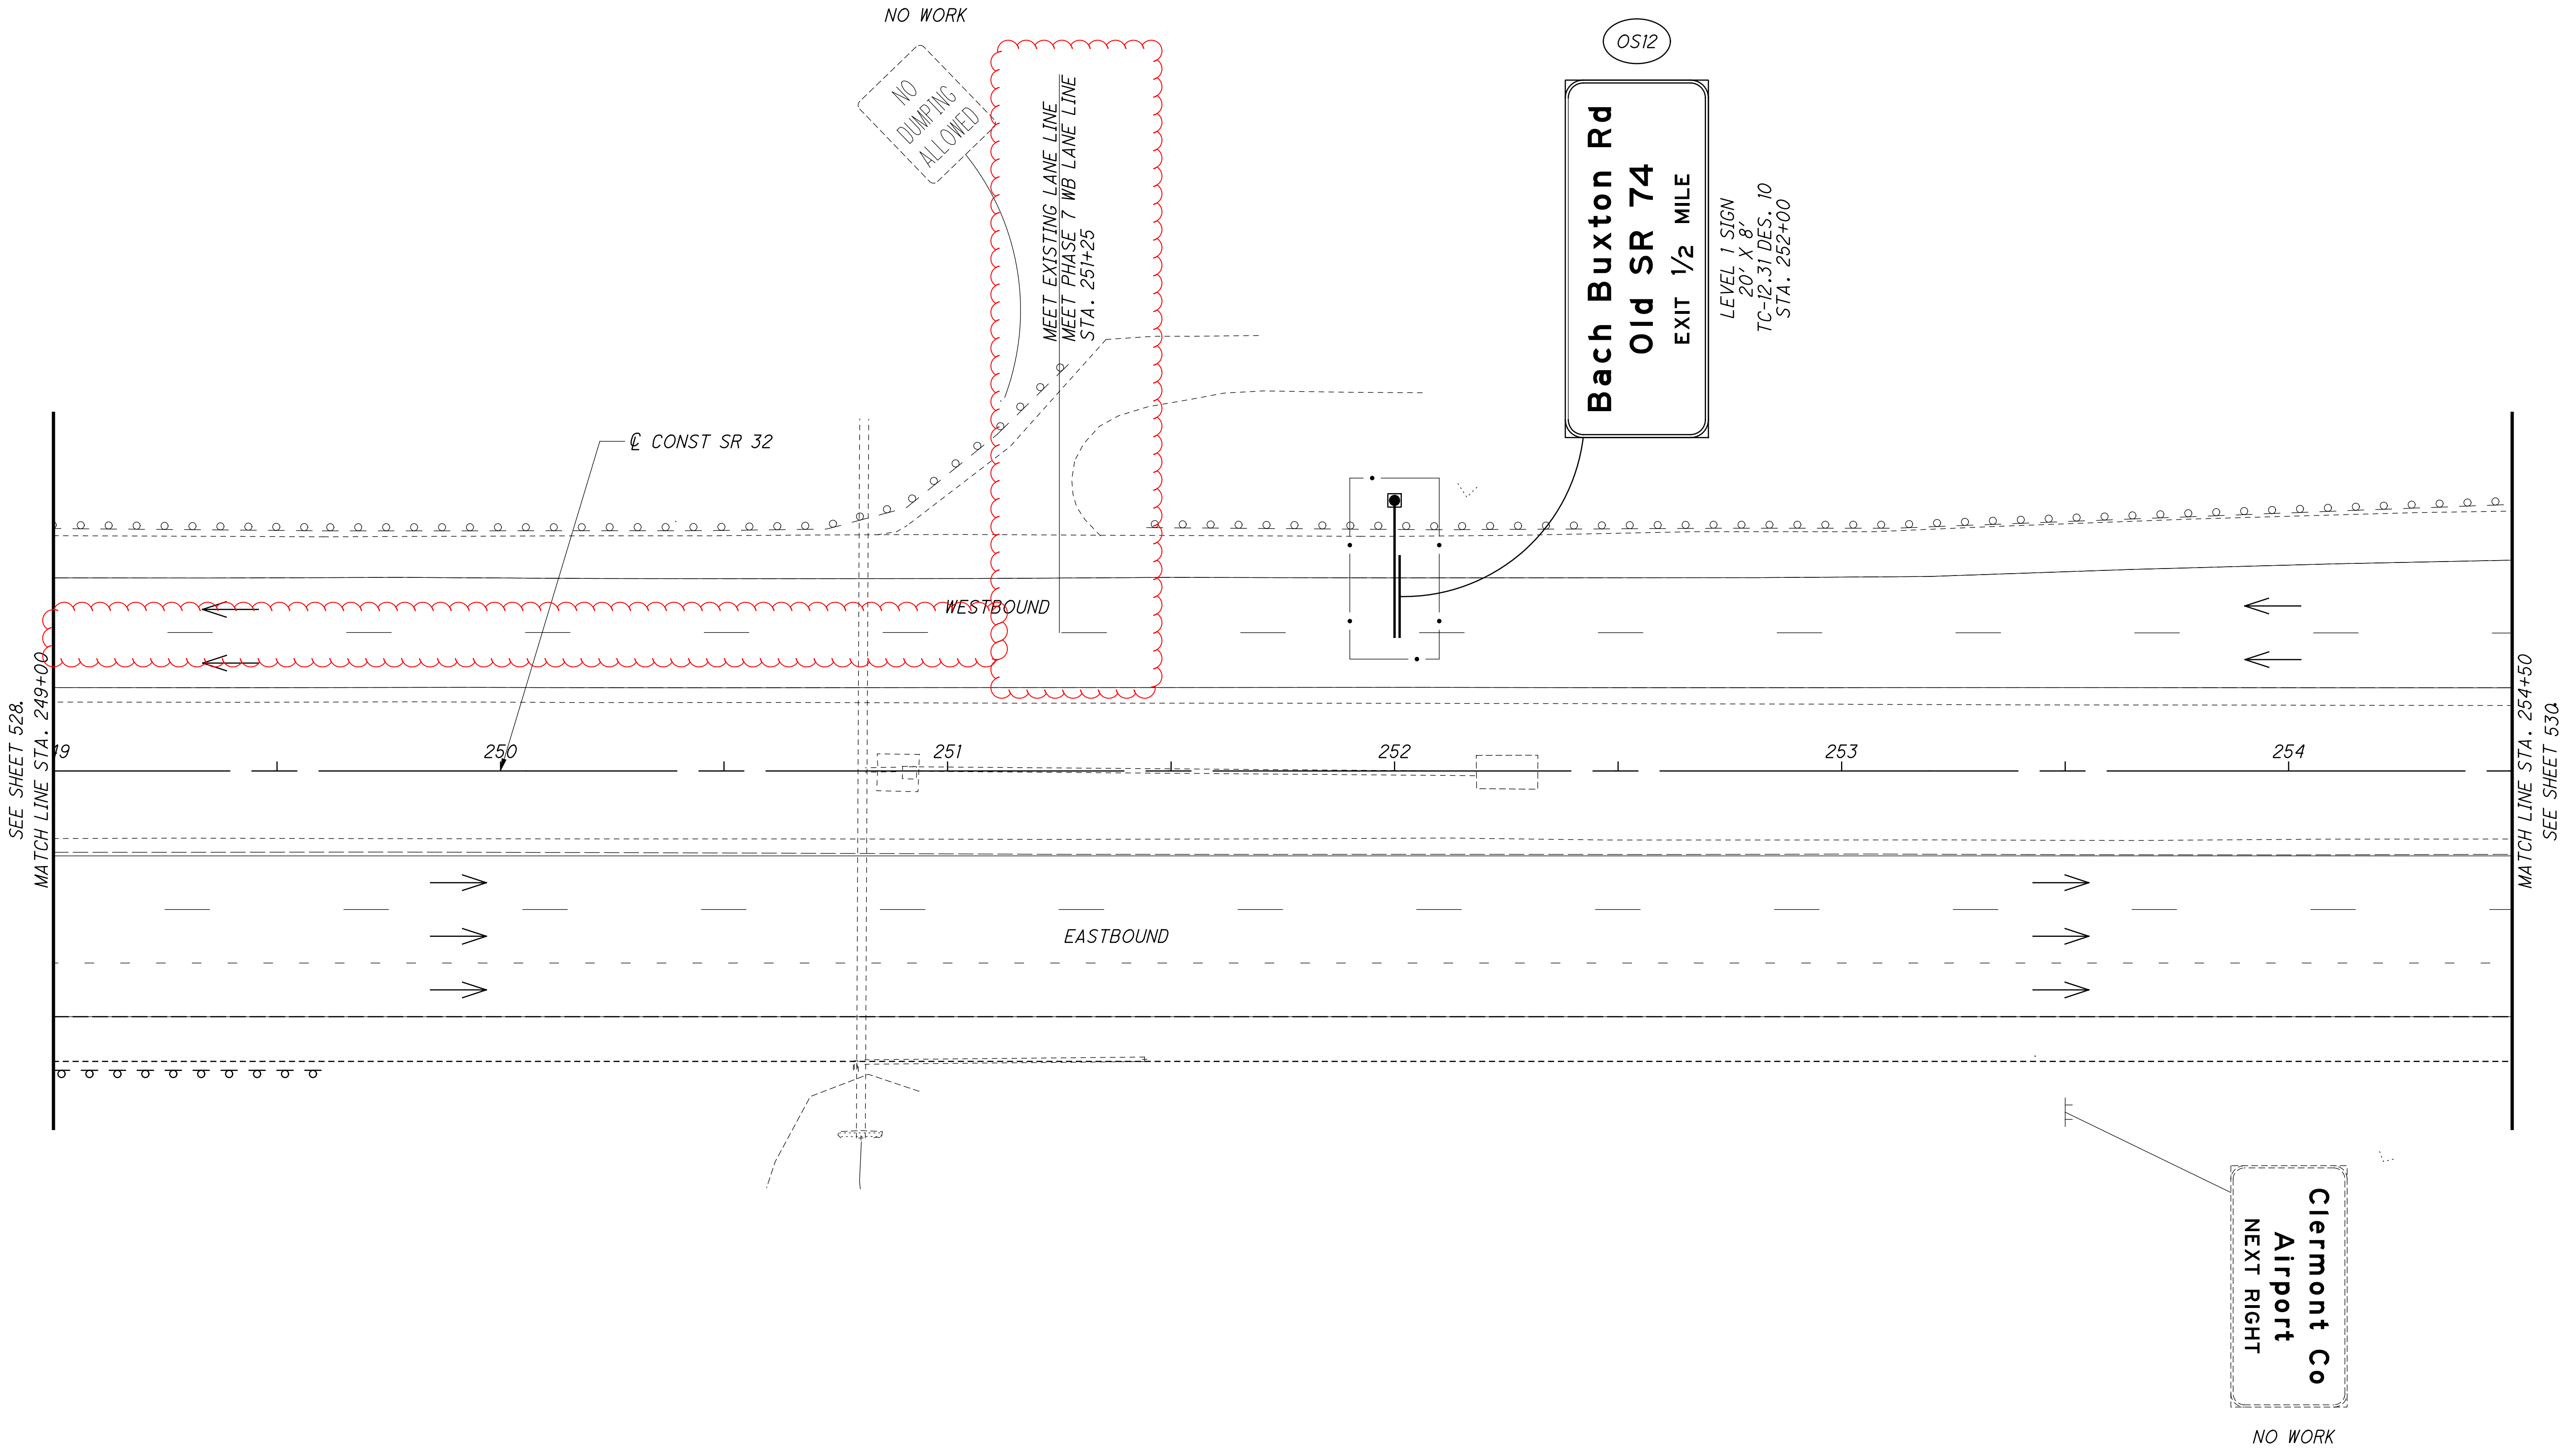 NO WORK
NO
DUMPING
ALLOWED
MEET EXISTING LANE LINE
MEET PHASE 7 WB LANE LINE
STA. 251+25
OS12
Bach Buxton Rd
Old SR 74
EXIT 1/2 MILE
LEVEL 1 SIGN
20' X 8'
TC-12.31 DES. 10
STA. 252+00
℄ CONST SR 32
WESTBOUND
SEE SHEET 528.
MATCH LINE STA. 249+00
49
250
251
252
253
254
MATCH LINE STA. 254+50
SEE SHEET 530.
EASTBOUND
Clermont Co
Airport
NEXT RIGHT
NO WORK